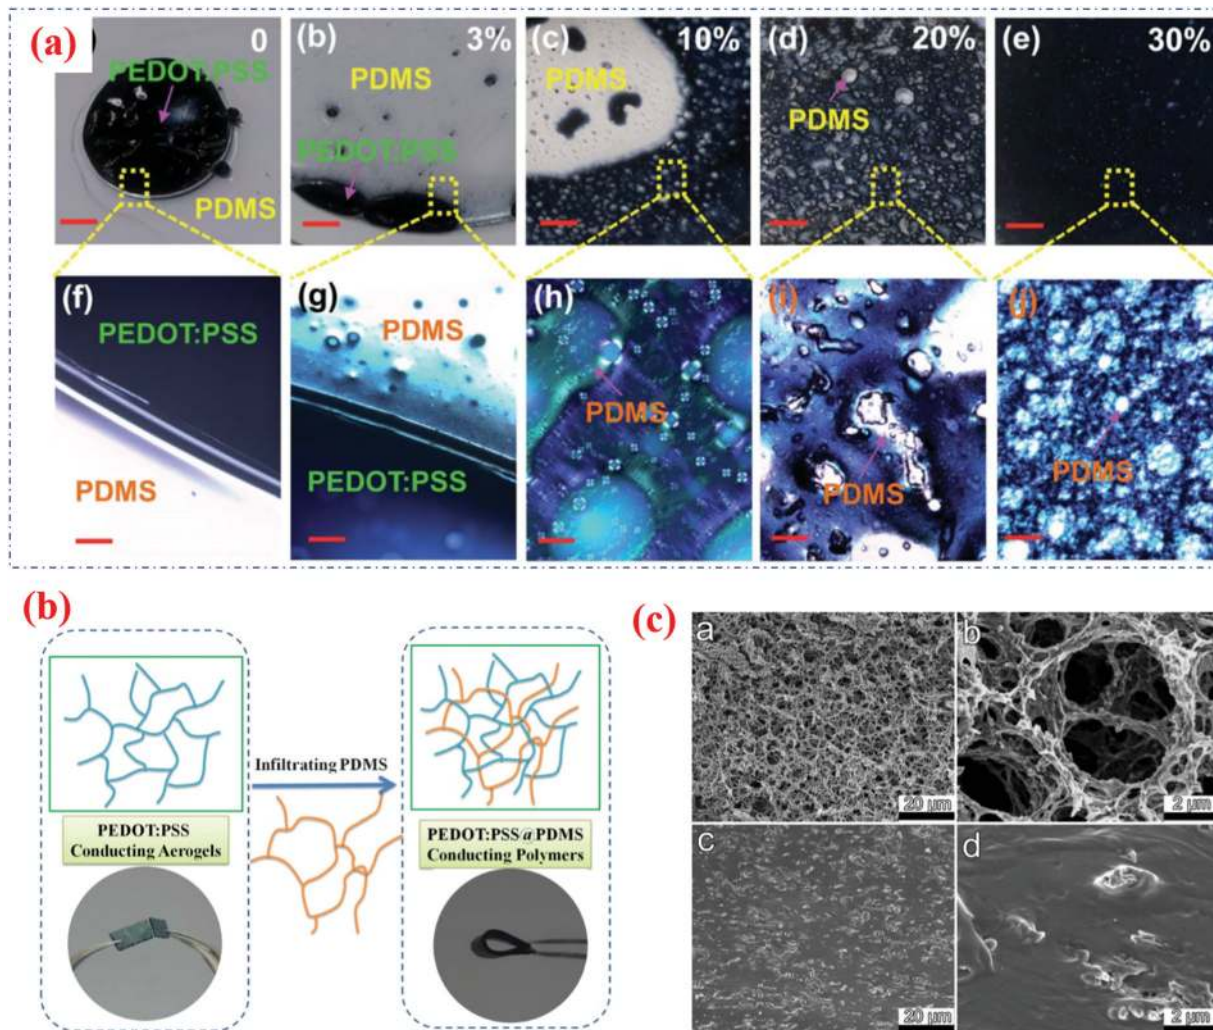 (a)
0
(b)
3%
(c)
10%
(d)
20%
(e)
30%
PEDOT:PSS
PDMS
PDMS
PEDOT:PSS
PDMS
PDMS
(f)
(g)
(h)
(i)
(j)
PEDOT:PSS
PDMS
PDMS
PEDOT:PSS
PDMS
PDMS
PDMS
(b)
Infiltrating PDMS
PEDOT:PSS
Conducting Aerogels
PEDOT:PSS@PDMS
Conducting Polymers
(c)
a
20 µm
b
2 µm
c
20 µm
d
2 µm